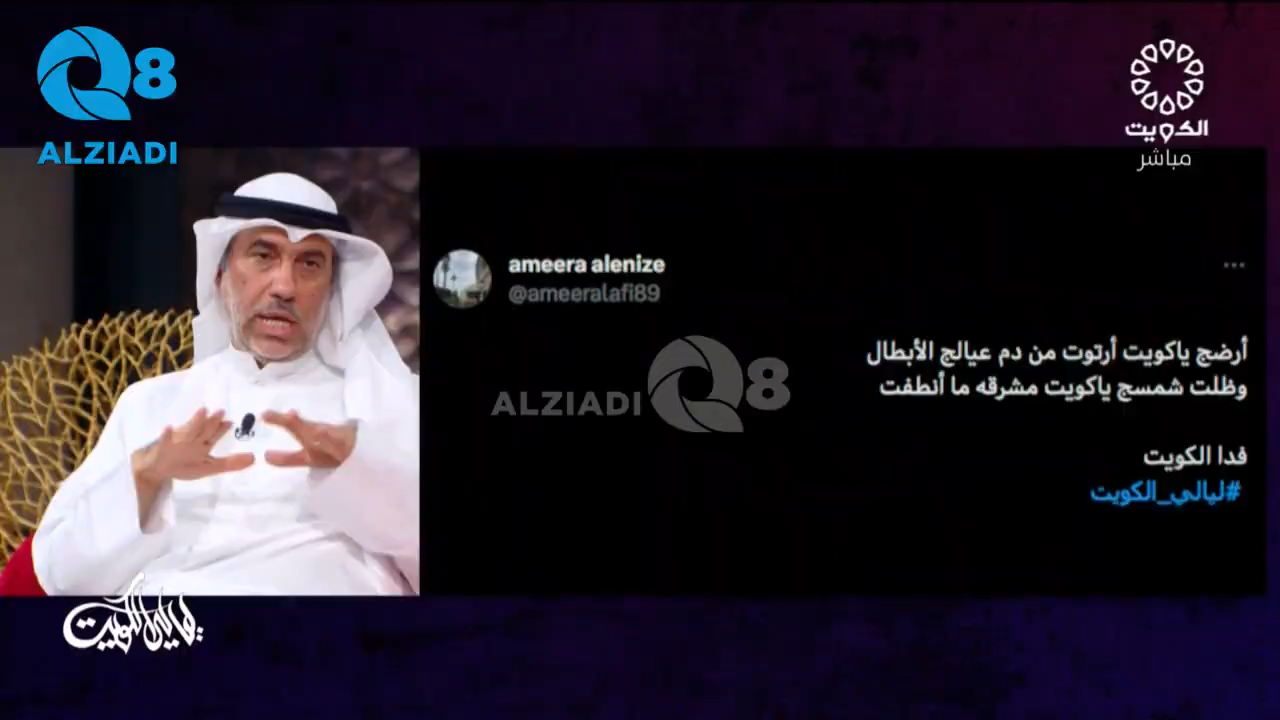 Q8
ALZIADI
الكويت
مباشر
ameera alenize
@ameeralafi89
أرضج ياكويت أرتوت من دم عيالج الأبطال
وظلت شمسج ياكويت مشرقه ما أنطفت
فدا الكويت
#ليالي_الكويت
ALZIADI Q8
ليالي الكويت